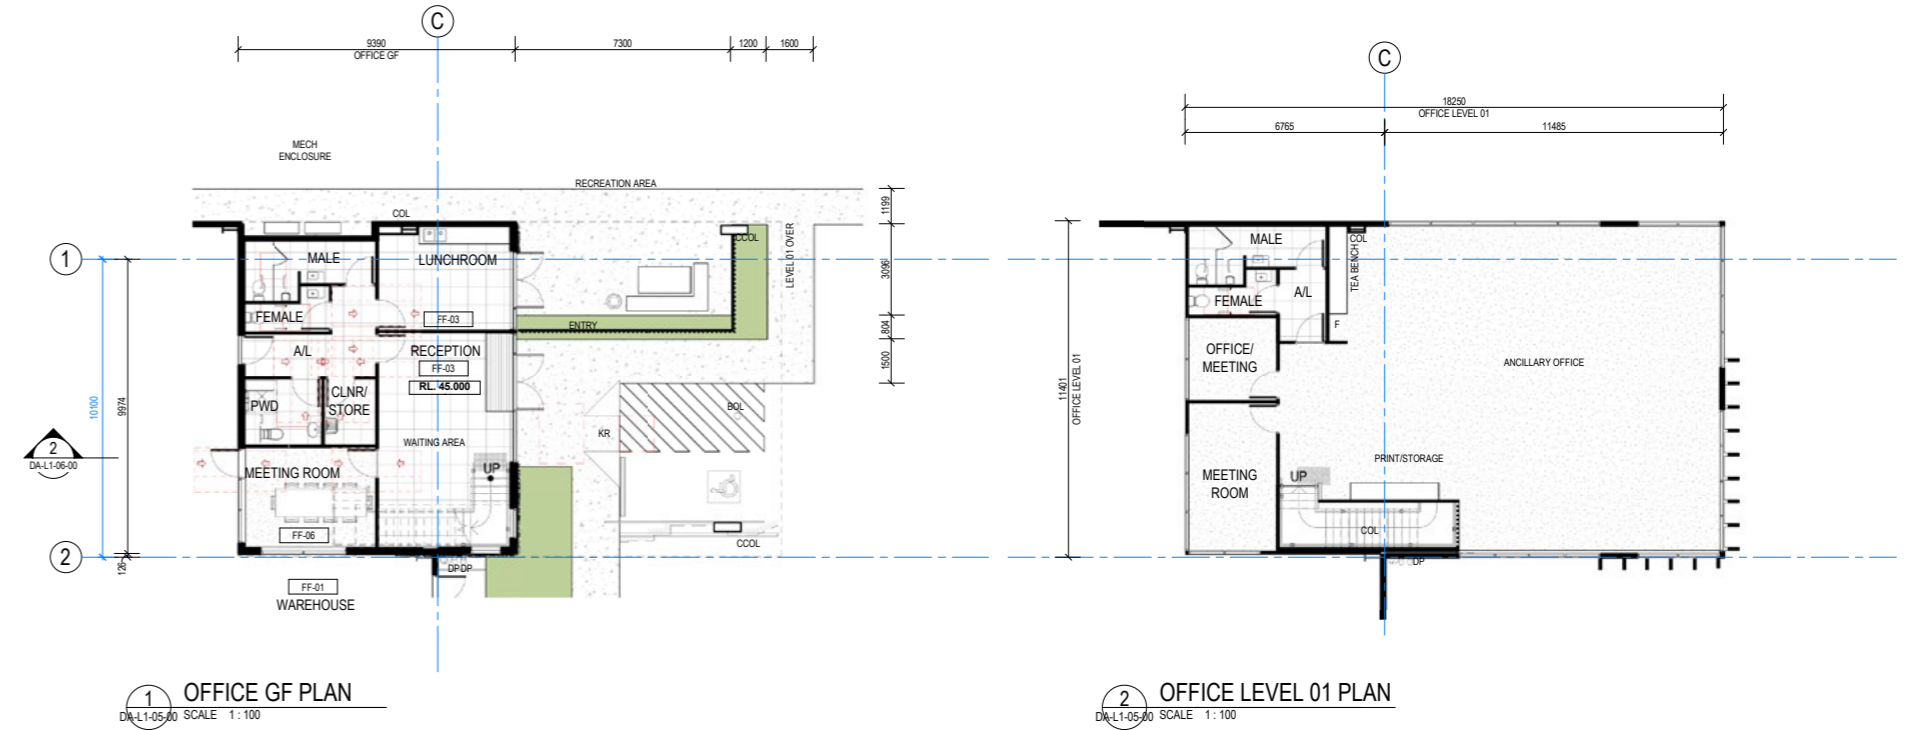 C
9390
OFFICE GF
7300
1200
1600
MECH
ENCLOSURE
RECREATION AREA
COL
1199
1
MALE
LUNCHROOM
CCOL
LEVEL 01 OVER
3096
FEMALE
FF-03
ENTRY
804
A/L
RECEPTION
FF-03
RL. 45.000
1500
10100
9974
PWD
CLNR/
STORE
BOL
KR
WAITING AREA
2
DA-L1-06-00
MEETING ROOM
UP
FF-06
CCOL
2
126
DP DP
FF-01
WAREHOUSE
1
DA-L1-05-00
OFFICE GF PLAN
SCALE 1 : 100
C
18250
OFFICE LEVEL 01
6765
11485
MALE
COL
TEA BENCH
FEMALE
A/L
F
OFFICE/
MEETING
ANCILLARY OFFICE
11401
OFFICE LEVEL 01
PRINT/STORAGE
MEETING
ROOM
UP
COL
DP
2
DA-L1-05-00
OFFICE LEVEL 01 PLAN
SCALE 1 : 100